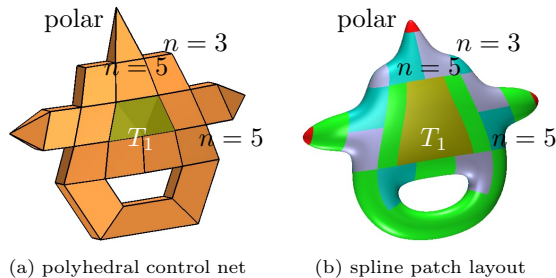 polar
n = 3
n = 5
T1
n = 5
(a) polyhedral control net
polar
n = 3
n = 5
T1
n = 5
(b) spline patch layout